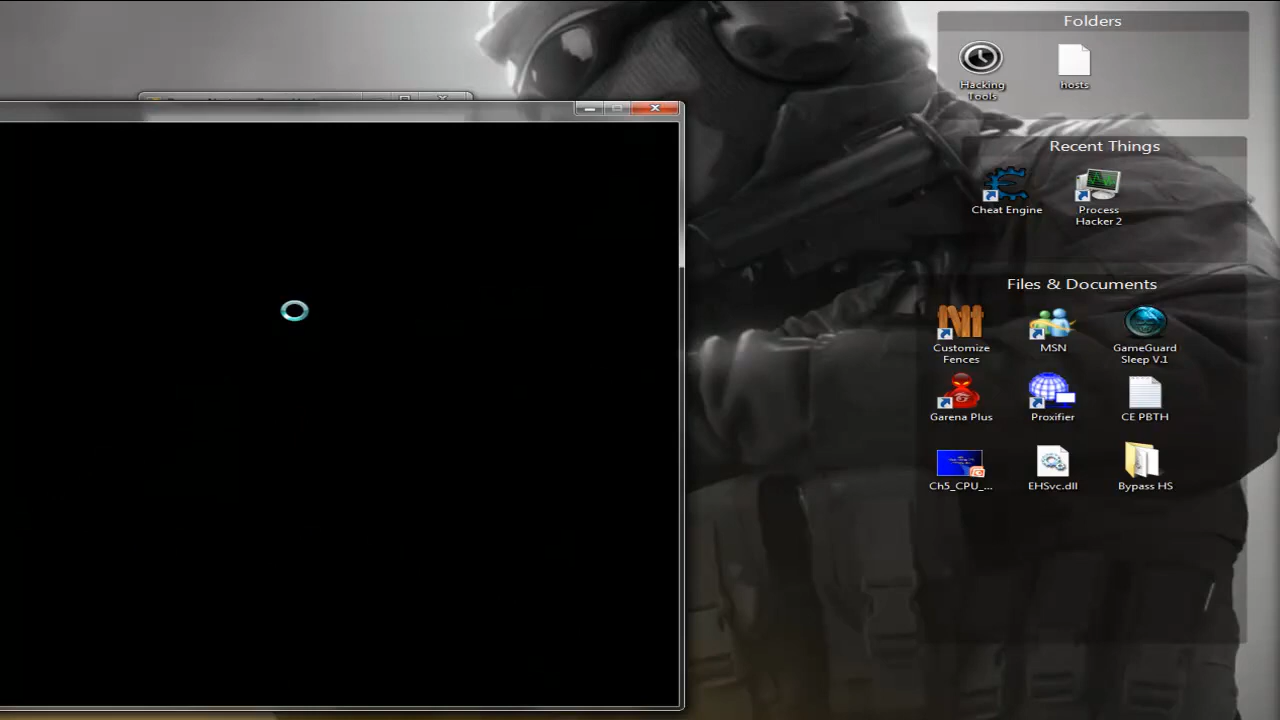 Folders
Hacking
Tools
hosts
Recent Things
Cheat Engine
Process
Hacker 2
Files & Documents
Customize
Fences
MSN
GameGuard
Sleep V.1
Garena Plus
Proxifier
CE PBTH
Ch5_CPU_...
EHSvc.dll
Bypass HS